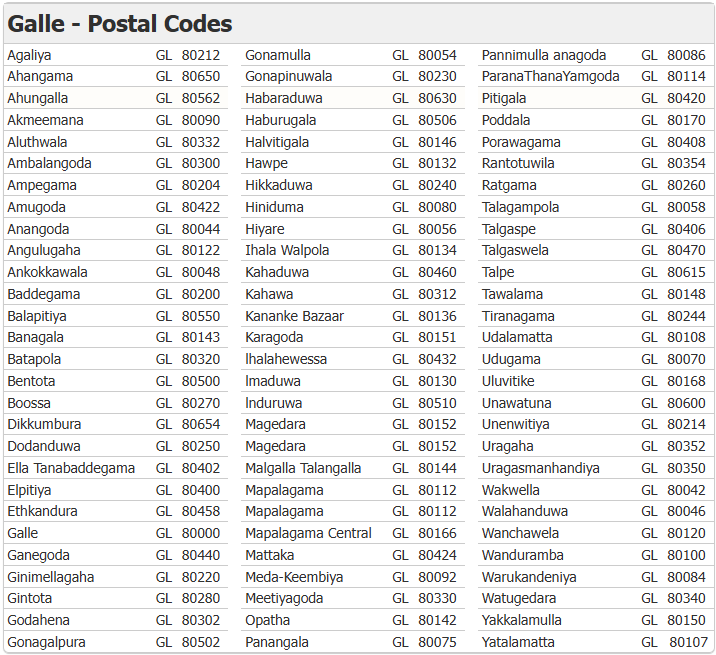 Galle - Postal Codes
Agaliya GL 80212 Gonamulla GL 80054 Pannimulla anagoda GL 80086
Ahangama GL 80650 Gonapinuwala GL 80230 ParanaThanaYamgoda GL 80114
Ahungalla GL 80562 Habaraduwa GL 80630 Pitigala GL 80420
Akmeemana GL 80090 Haburugala GL 80506 Poddala GL 80170
Aluthwala GL 80332 Halvitigala GL 80146 Porawagama GL 80408
Ambalangoda GL 80300 Hawpe GL 80132 Rantotuwila GL 80354
Ampegama GL 80204 Hikkaduwa GL 80240 Ratgama GL 80260
Amugoda GL 80422 Hiniduma GL 80080 Talagampola GL 80058
Anangoda GL 80044 Hiyare GL 80056 Talgaspe GL 80406
Angulugaha GL 80122 Ihala Walpola GL 80134 Talgaswela GL 80470
Ankokkawala GL 80048 Kahaduwa GL 80460 Talpe GL 80615
Baddegama GL 80200 Kahawa GL 80312 Tawalama GL 80148
Balapitiya GL 80550 Kananke Bazaar GL 80136 Tiranagama GL 80244
Banagala GL 80143 Karagoda GL 80151 Udalamatta GL 80108
Batapola GL 80320 lhalahewessa GL 80432 Udugama GL 80070
Bentota GL 80500 lmaduwa GL 80130 Uluvitike GL 80168
Boossa GL 80270 lnduruwa GL 80510 Unawatuna GL 80600
Dikkumbura GL 80654 Magedara GL 80152 Unenwitiya GL 80214
Dodanduwa GL 80250 Magedara GL 80152 Uragaha GL 80352
Ella Tanabaddegama GL 80402 Malgalla Talangalla GL 80144 Uragasmanhandiya GL 80350
Elpitiya GL 80400 Mapalagama GL 80112 Wakwella GL 80042
Ethkandura GL 80458 Mapalagama GL 80112 Walahanduwa GL 80046
Galle GL 80000 Mapalagama Central GL 80166 Wanchawela GL 80120
Ganegoda GL 80440 Mattaka GL 80424 Wanduramba GL 80100
Ginimellagaha GL 80220 Meda-Keembiya GL 80092 Warukandeniya GL 80084
Gintota GL 80280 Meetiyagoda GL 80330 Watugedara GL 80340
Godahena GL 80302 Opatha GL 80142 Yakkalamulla GL 80150
Gonagalpura GL 80502 Panangala GL 80075 Yatalamatta GL 80107